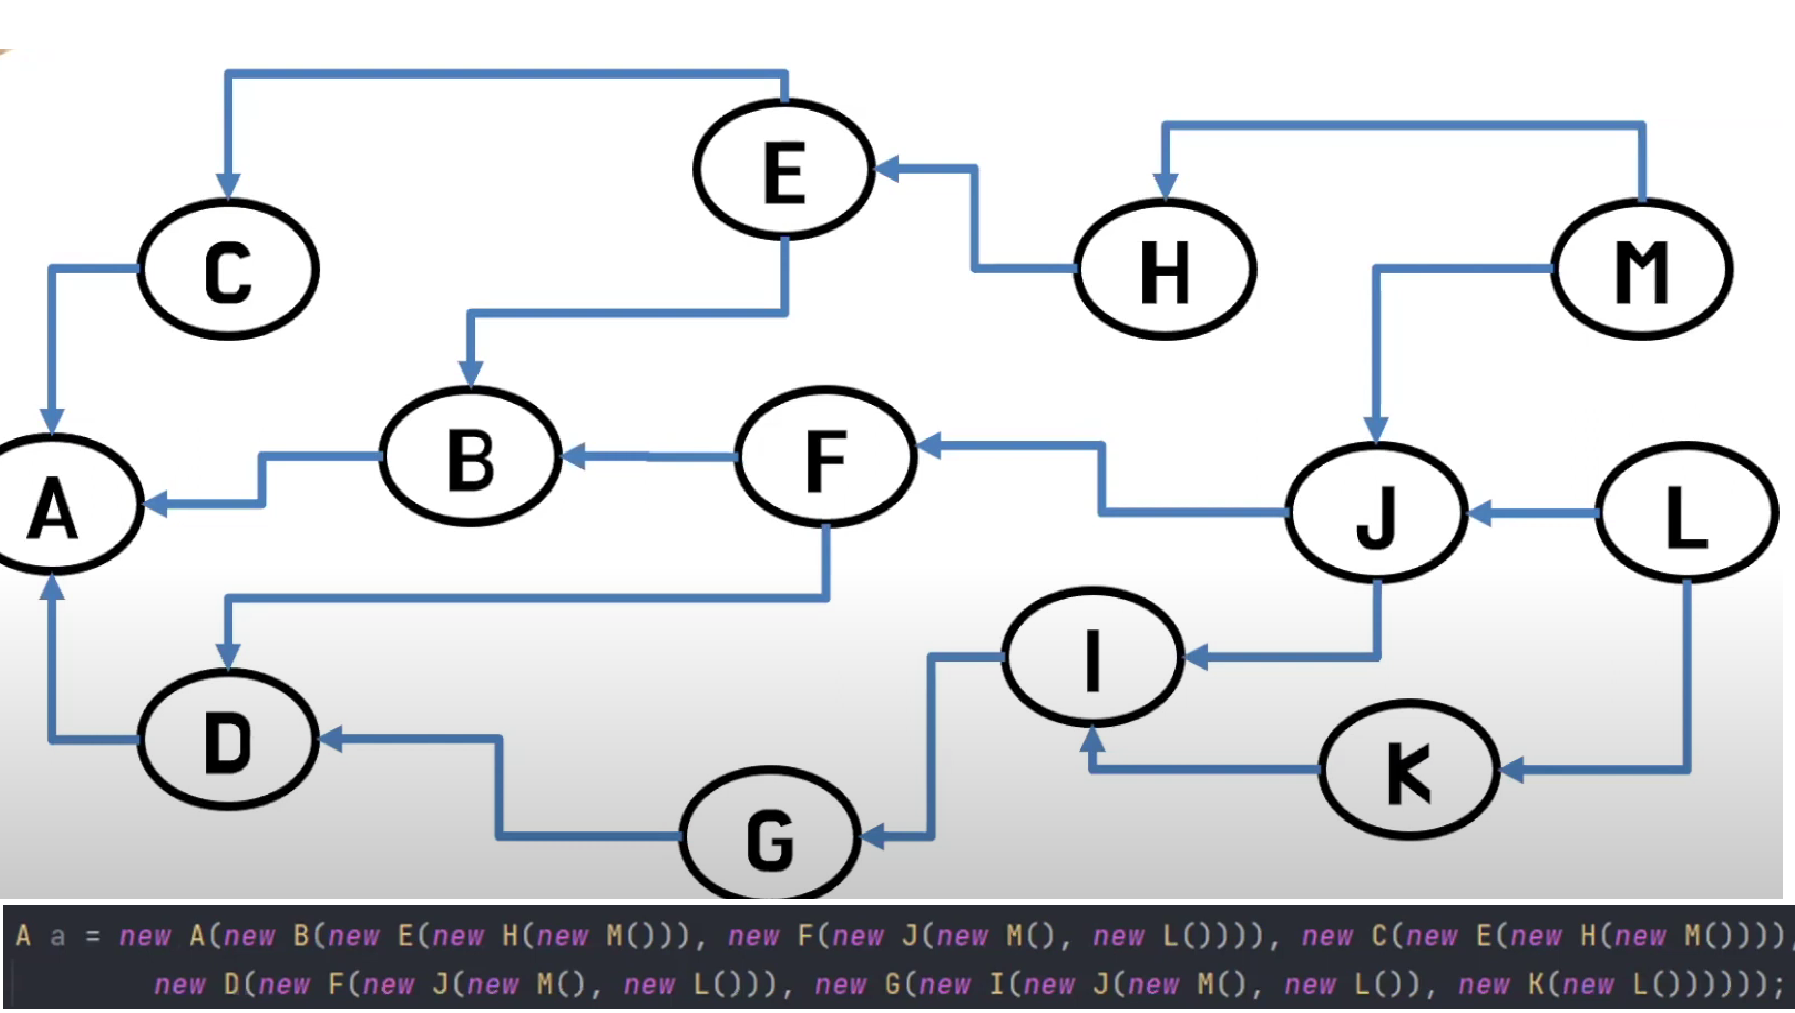 E
H
M
C
B
F
A
J
L
I
D
K
G
A a = new A(new B(new E(new H(new M())), new F(new J(new M(), new L()))), new C(new E(new H(new M()))),
new D(new F(new J(new M(), new L())), new G(new I(new J(new M(), new L()), new K(new L())))));